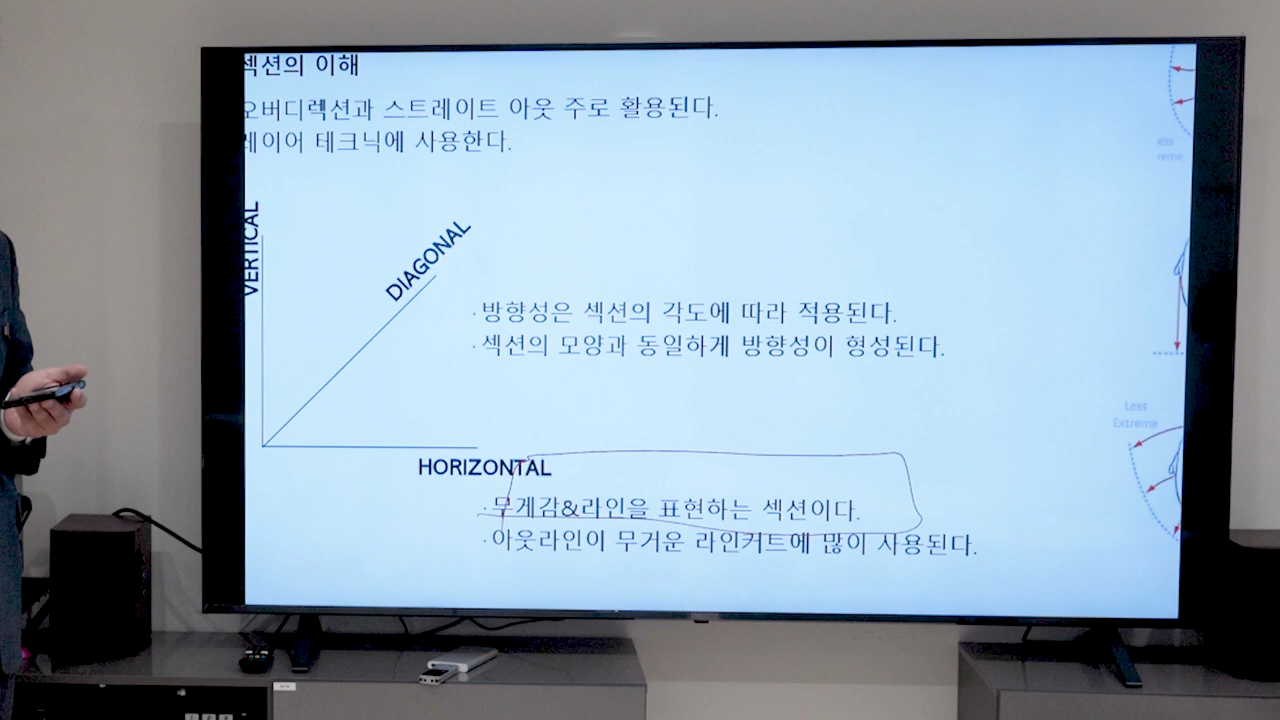 섹션의 이해
오버디렉션과 스트레이트 아웃 주로 활용된다.
레이어 테크닉에 사용한다.
VERTICAL
DIAGONAL
· 방향성은 섹션의 각도에 따라 적용된다.
· 섹션의 모양과 동일하게 방향성이 형성된다.
HORIZONTAL
· 무게감&라인을 표현하는 섹션이다.
· 아웃라인이 무거운 라인커트에 많이 사용된다.
ess
reme
Less
Extreme